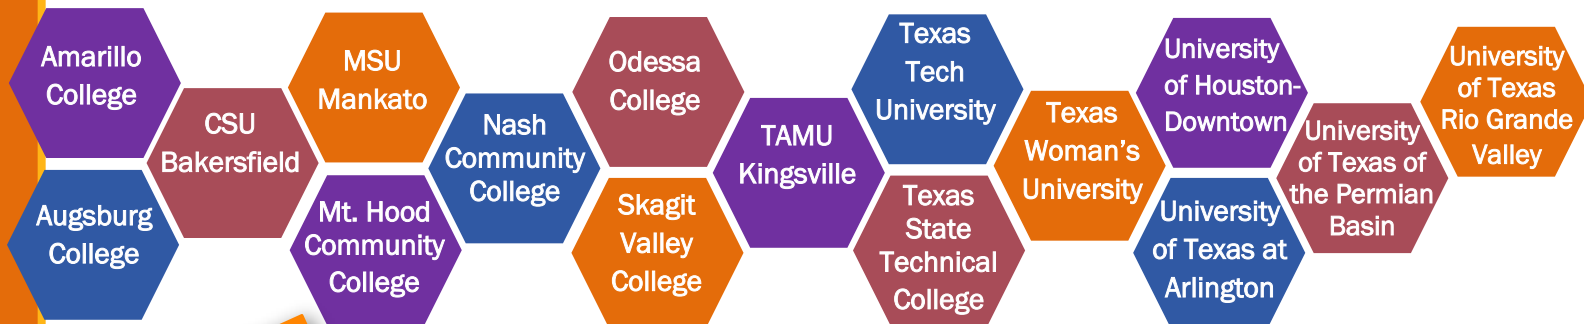 Amarillo
College
Augsburg
College
CSU
Bakersfield
MSU
Mankato
Mt. Hood
Community
College
Nash
Community
College
Odessa
College
Skagit
Valley
College
TAMU
Kingsville
Texas
Tech
University
Texas
State
Technical
College
Texas
Woman's
University
University
of Houston-
Downtown
University
of Texas at
Arlington
University
of Texas of
the Permian
Basin
University
of Texas
Rio Grande
Valley